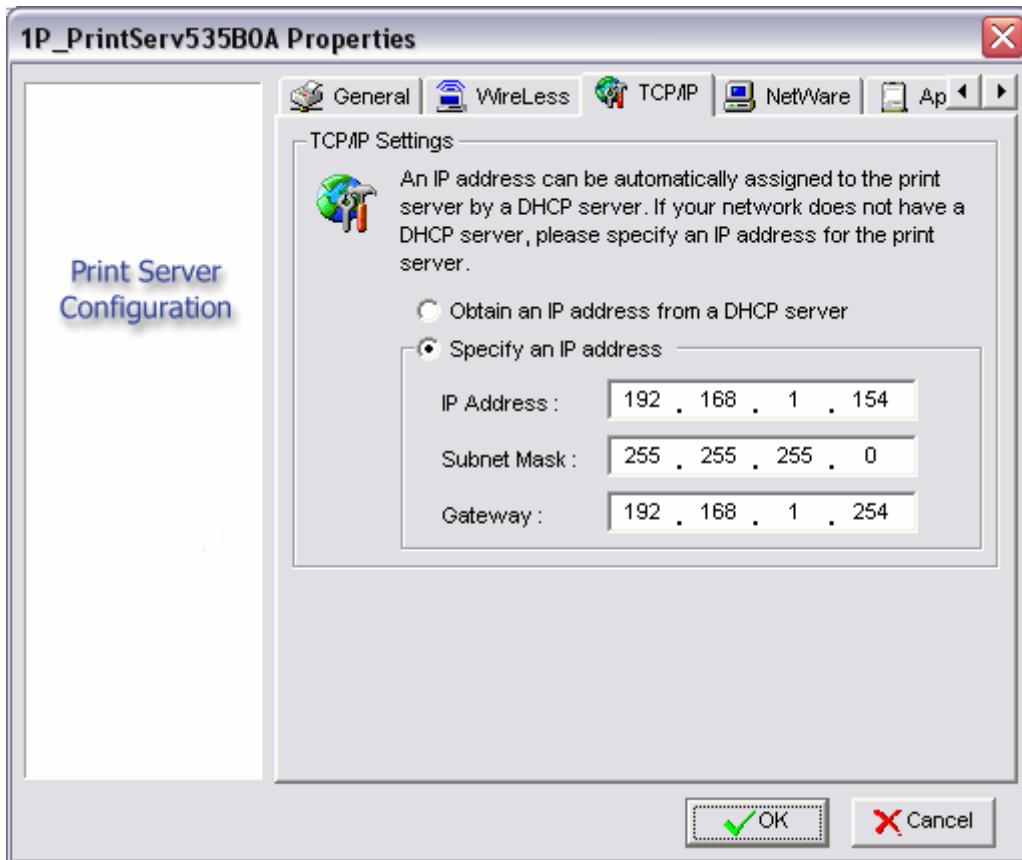 1P_PrintServ535B0A Properties
Print Server
Configuration
General
WireLess
TCP/IP
NetWare
Ap
TCP/IP Settings
An IP address can be automatically assigned to the print
server by a DHCP server. If your network does not have a
DHCP server, please specify an IP address for the print
server.
Obtain an IP address from a DHCP server
Specify an IP address
IP Address : 192 . 168 . 1 . 154
Subnet Mask : 255 . 255 . 255 . 0
Gateway : 192 . 168 . 1 . 254
OK
Cancel